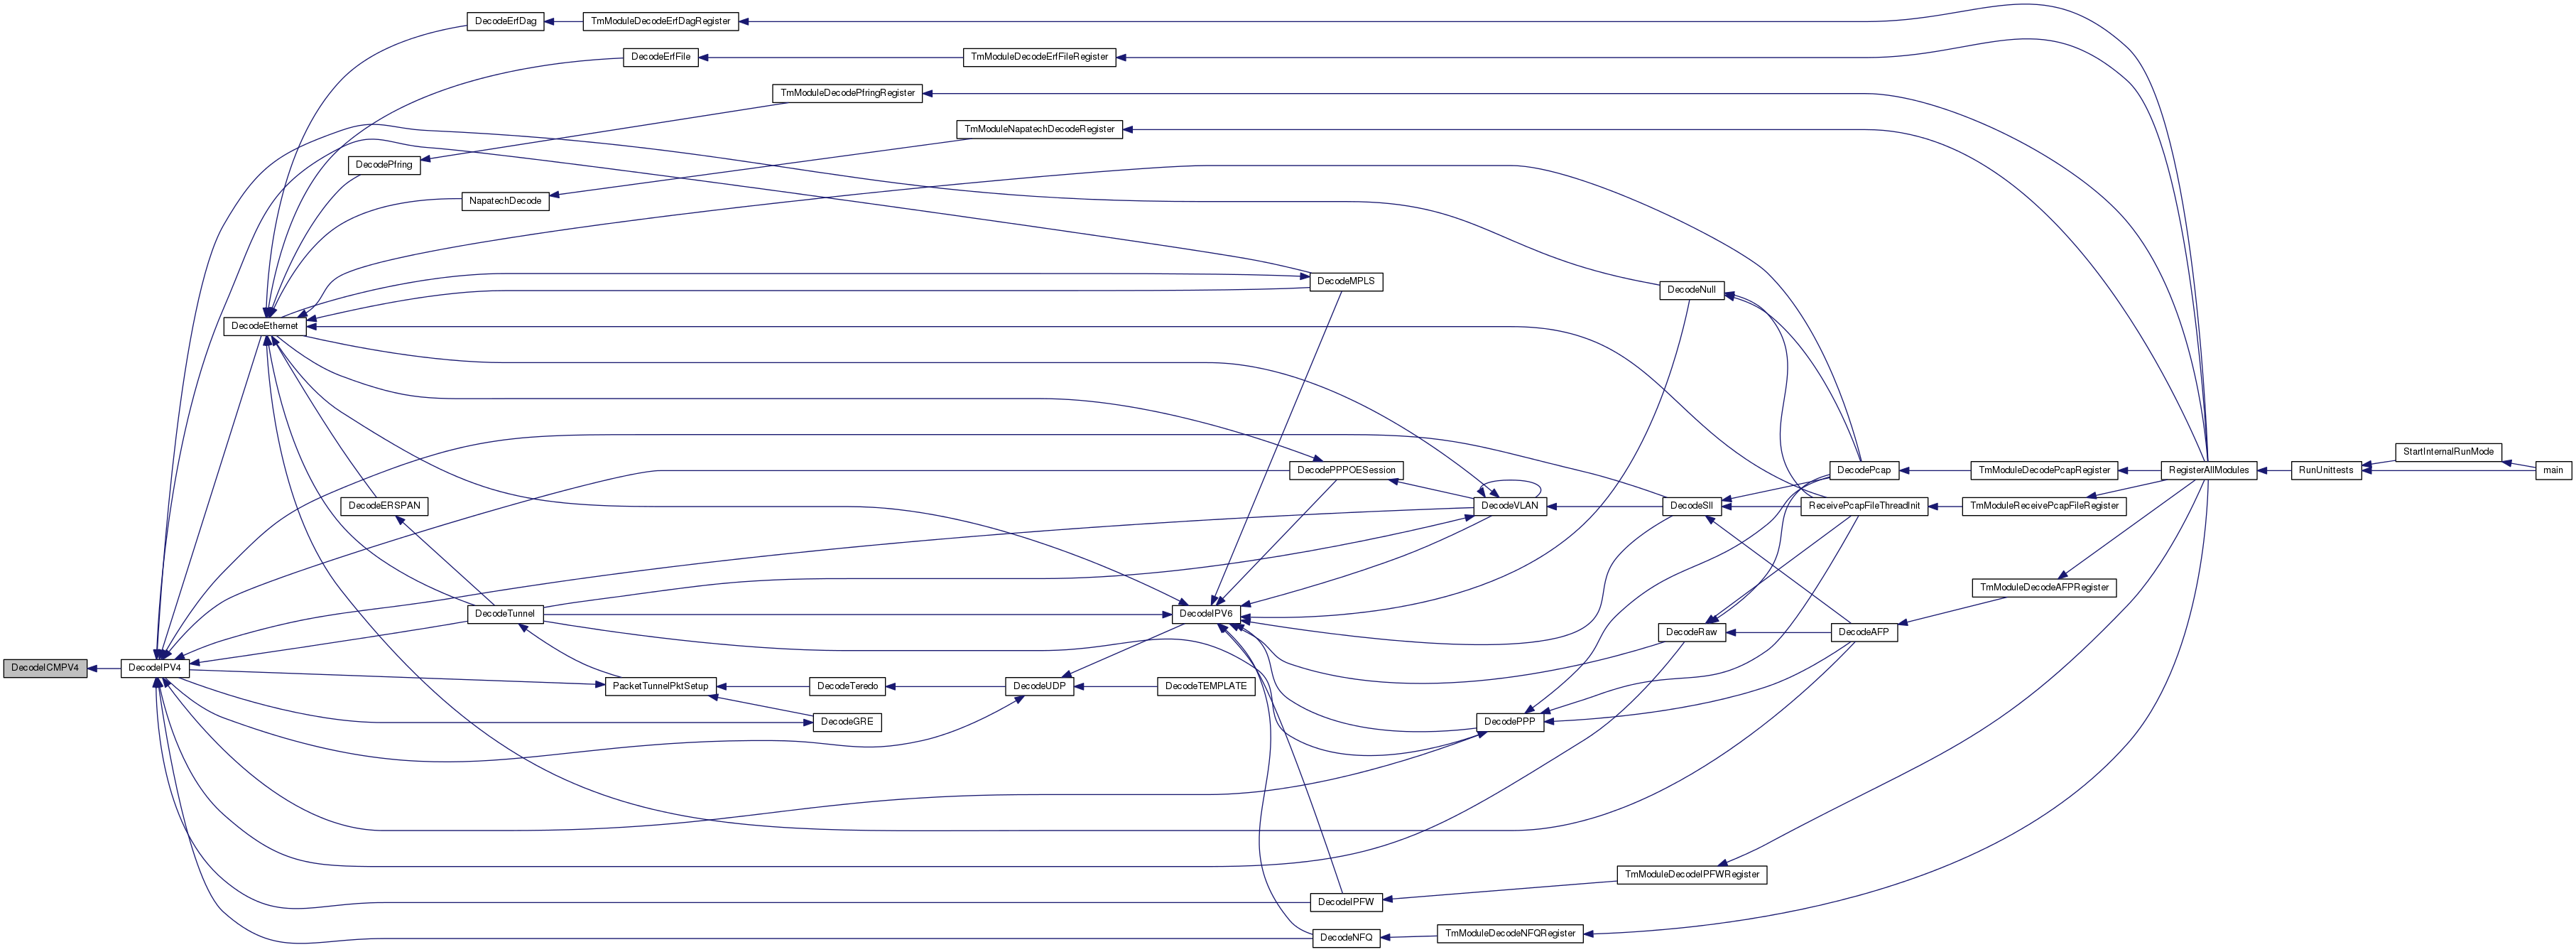 DecodeErfDag
TmModuleDecodeErfDagRegister
DecodeErfFile
TmModuleDecodeErfFileRegister
TmModuleDecodePfringRegister
TmModuleNapatechDecodeRegister
DecodePfring
NapatechDecode
DecodeMPLS
DecodeNull
DecodeEthernet
StartInternalRunMode
DecodePPPOESession
DecodePcap
TmModuleDecodePcapRegister
RegisterAllModules
RunUnittests
main
DecodeERSPAN
DecodeVLAN
DecodeSll
ReceivePcapFileThreadInit
TmModuleReceivePcapFileRegister
TmModuleDecodeAFPRegister
DecodeTunnel
DecodeIPV6
DecodeRaw
DecodeAFP
DecodeICMPV4
DecodeIPV4
PacketTunnelPktSetup
DecodeTeredo
DecodeUDP
DecodeTEMPLATE
DecodeGRE
DecodePPP
TmModuleDecodeIPFWRegister
DecodeIPFW
DecodeNFQ
TmModuleDecodeNFQRegister